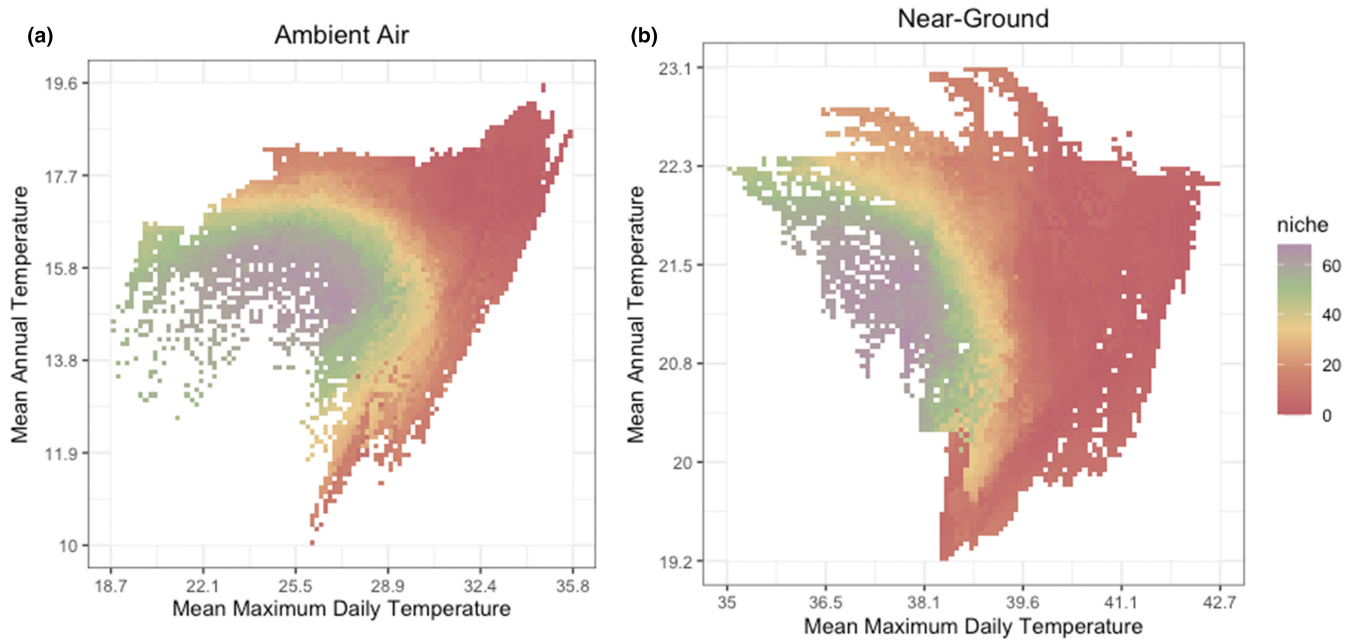 (a)
Ambient Air
19.6
17.7
15.8
13.8
11.9
10
Mean Annual Temperature
18.7 22.1 25.5 28.9 32.4 35.8
Mean Maximum Daily Temperature
(b)
Near-Ground
23.1
22.3
21.5
20.8
20
19.2
Mean Annual Temperature
35 36.5 38.1 39.6 41.1 42.7
Mean Maximum Daily Temperature
niche
60
40
20
0